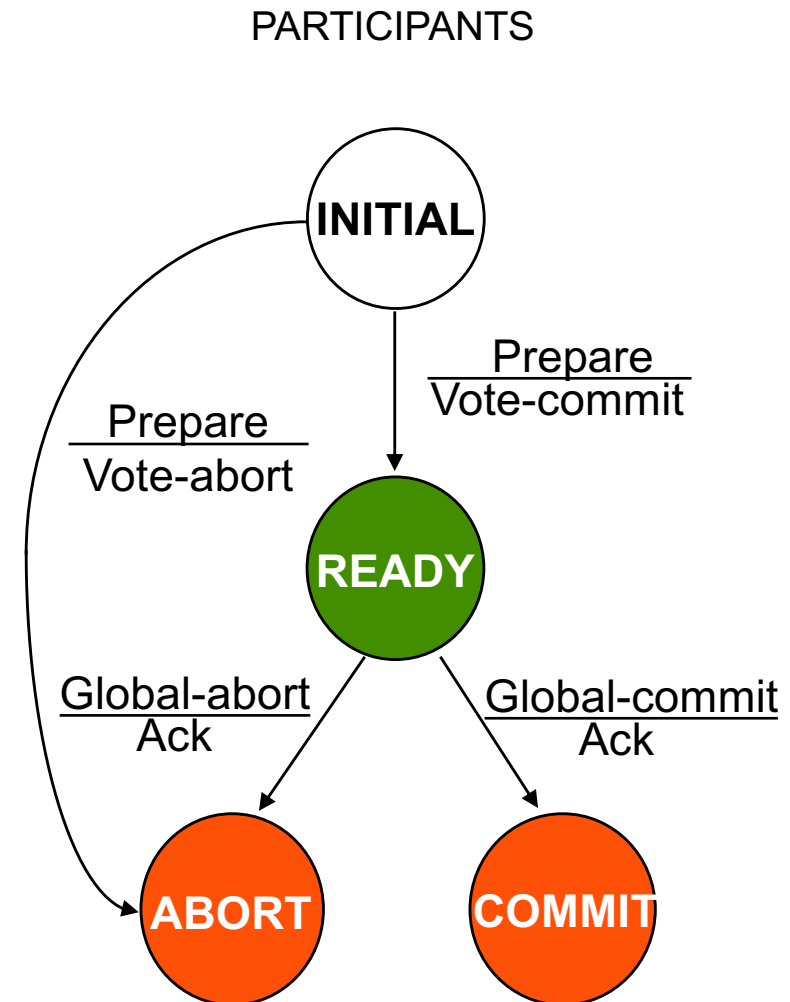 PARTICIPANTS
INITIAL
Prepare
Vote-commit
Prepare
Vote-abort
READY
Global-abort
Ack
Global-commit
Ack
ABORT
COMMIT